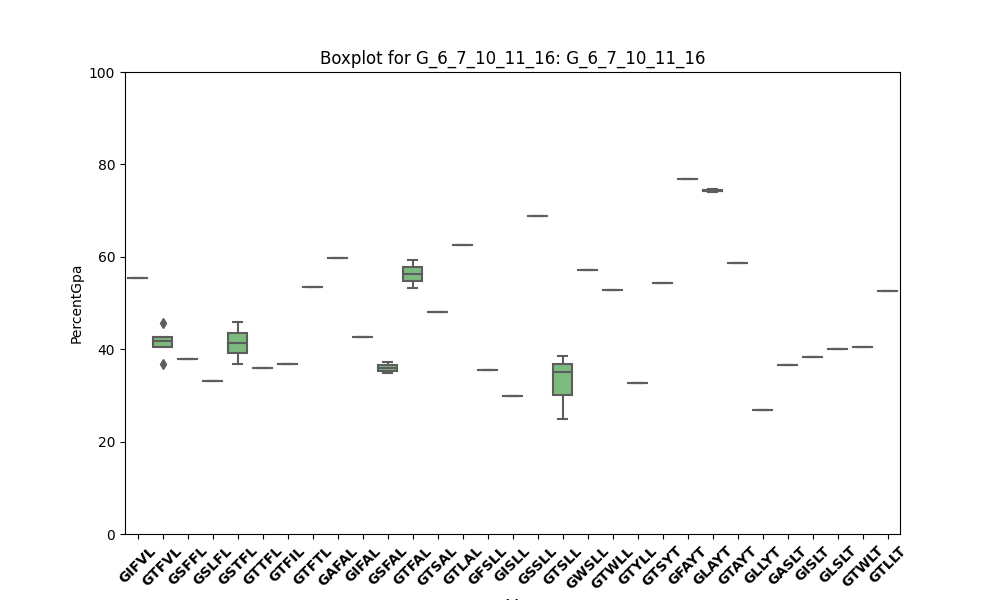 Boxplot for G_6_7_10_11_16: G_6_7_10_11_16
PercentGpa
100
80
60
40
20
0
GIFVL
GTFVL
GSFFL
GSLFL
GSTFL
GTTFL
GTFIL
GTFTL
GAFAL
GIFAL
GSFAL
GTFAL
GTSAL
GTLAL
GFSLL
GISLL
GSSLL
GTSLL
GWSLL
GTWLL
GTYLL
GTSYT
GFAYT
GLAYT
GTAYT
GLLYT
GASLT
GISLT
GLSLT
GTWLT
GTLLT